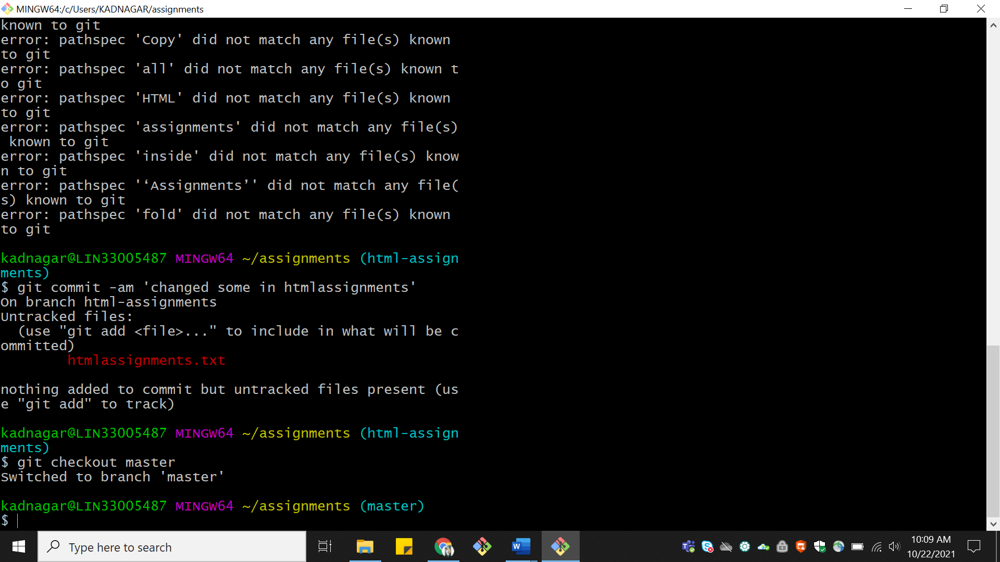 MINGW64:/c/Users/KADNAGAR/assignments
known to git
error: pathspec 'Copy' did not match any file(s) known
to git
error: pathspec 'all' did not match any file(s) known t
o git
error: pathspec 'HTML' did not match any file(s) known
to git
error: pathspec 'assignments' did not match any file(s)
 known to git
error: pathspec 'inside' did not match any file(s) know
n to git
error: pathspec '‘Assignments’' did not match any file(
s) known to git
error: pathspec 'fold' did not match any file(s) known
to git
kadnagar@LIN33005487 MINGW64 ~/assignments (html-assign
ments)
$ git commit -am 'changed some in htmlassignments'
On branch html-assignments
Untracked files:
  (use "git add <file>..." to include in what will be c
ommitted)
        htmlassignments.txt
nothing added to commit but untracked files present (us
e "git add" to track)
kadnagar@LIN33005487 MINGW64 ~/assignments (html-assign
ments)
$ git checkout master
Switched to branch 'master'
kadnagar@LIN33005487 MINGW64 ~/assignments (master)
$
Type here to search
10:09 AM
10/22/2021